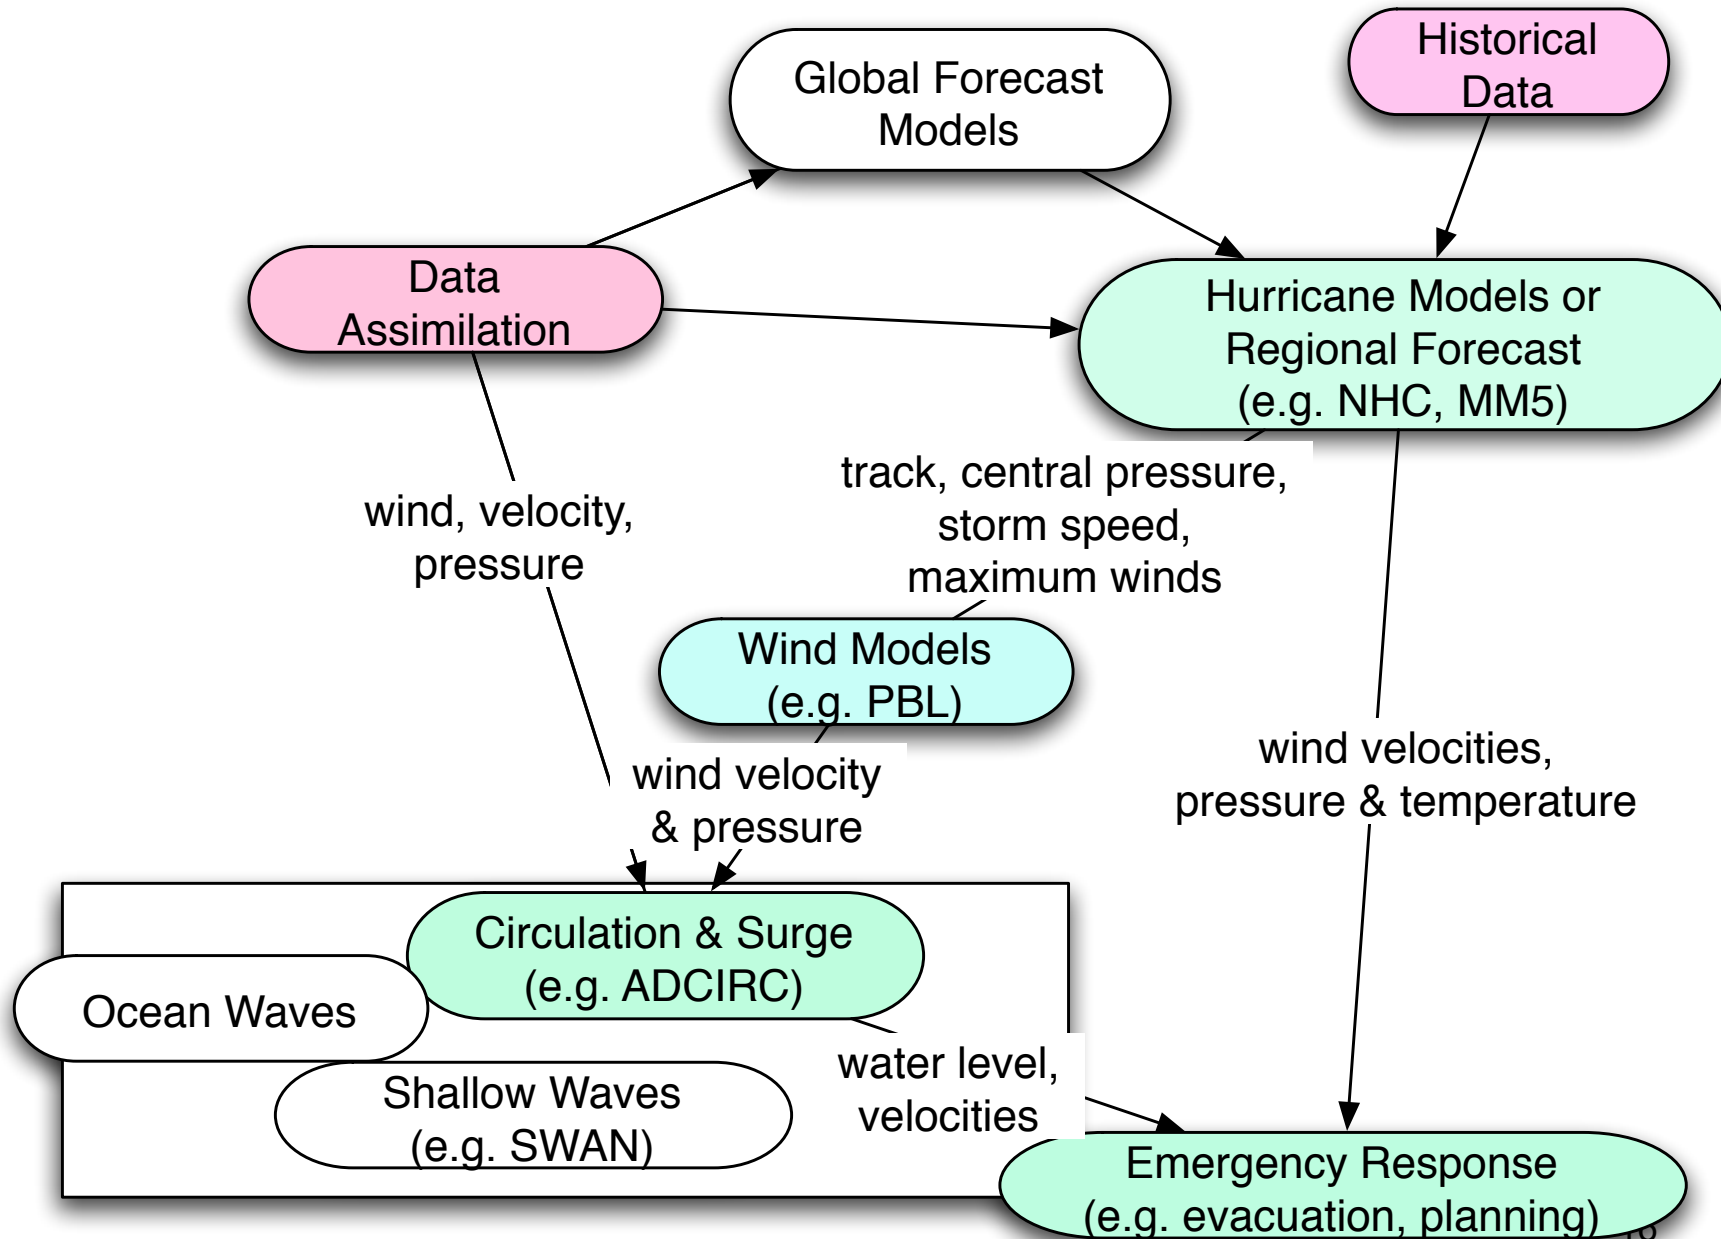 Global Forecast
Models
Historical
Data
Data
Assimilation
Hurricane Models or
Regional Forecast
(e.g. NHC, MM5)
track, central pressure,
storm speed,
maximum winds
wind, velocity,
pressure
Wind Models
(e.g. PBL)
wind velocity
& pressure
wind velocities,
pressure & temperature
Circulation & Surge
(e.g. ADCIRC)
Ocean Waves
Shallow Waves
(e.g. SWAN)
water level,
velocities
Emergency Response
(e.g. evacuation, planning)